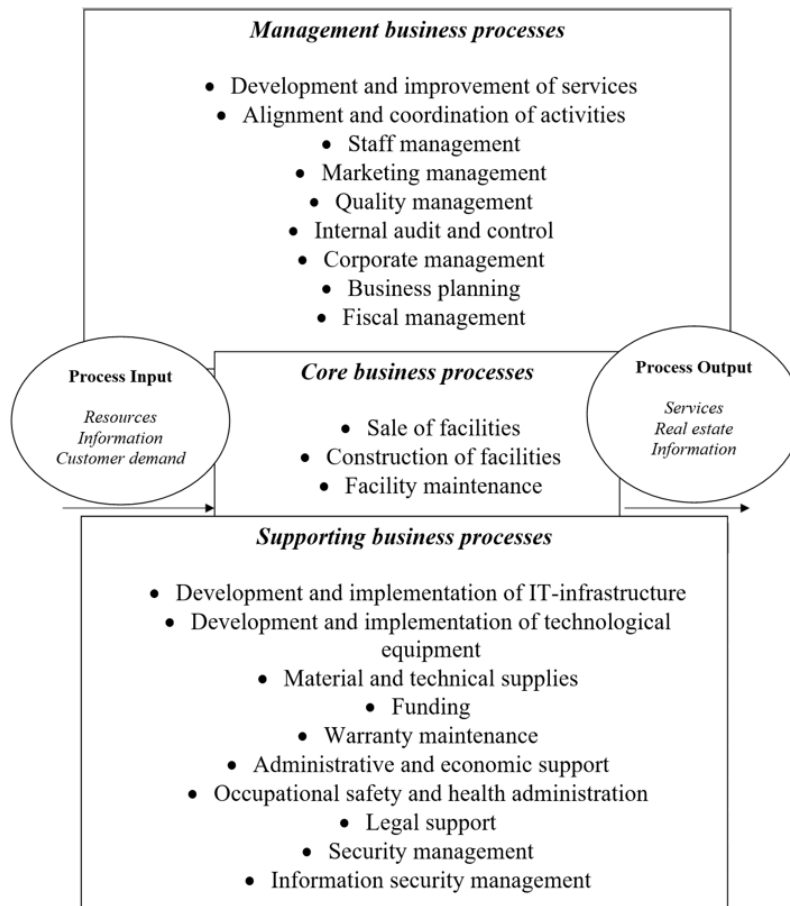 Management business processes
• Development and improvement of services
• Alignment and coordination of activities
• Staff management
• Marketing management
• Quality management
• Internal audit and control
• Corporate management
• Business planning
• Fiscal management
Process Input
Resources
Information
Customer demand
Core business processes
• Sale of facilities
• Construction of facilities
• Facility maintenance
Process Output
Services
Real estate
Information
Supporting business processes
• Development and implementation of IT-infrastructure
• Development and implementation of technological
equipment
• Material and technical supplies
• Funding
• Warranty maintenance
• Administrative and economic support
• Occupational safety and health administration
• Legal support
• Security management
• Information security management